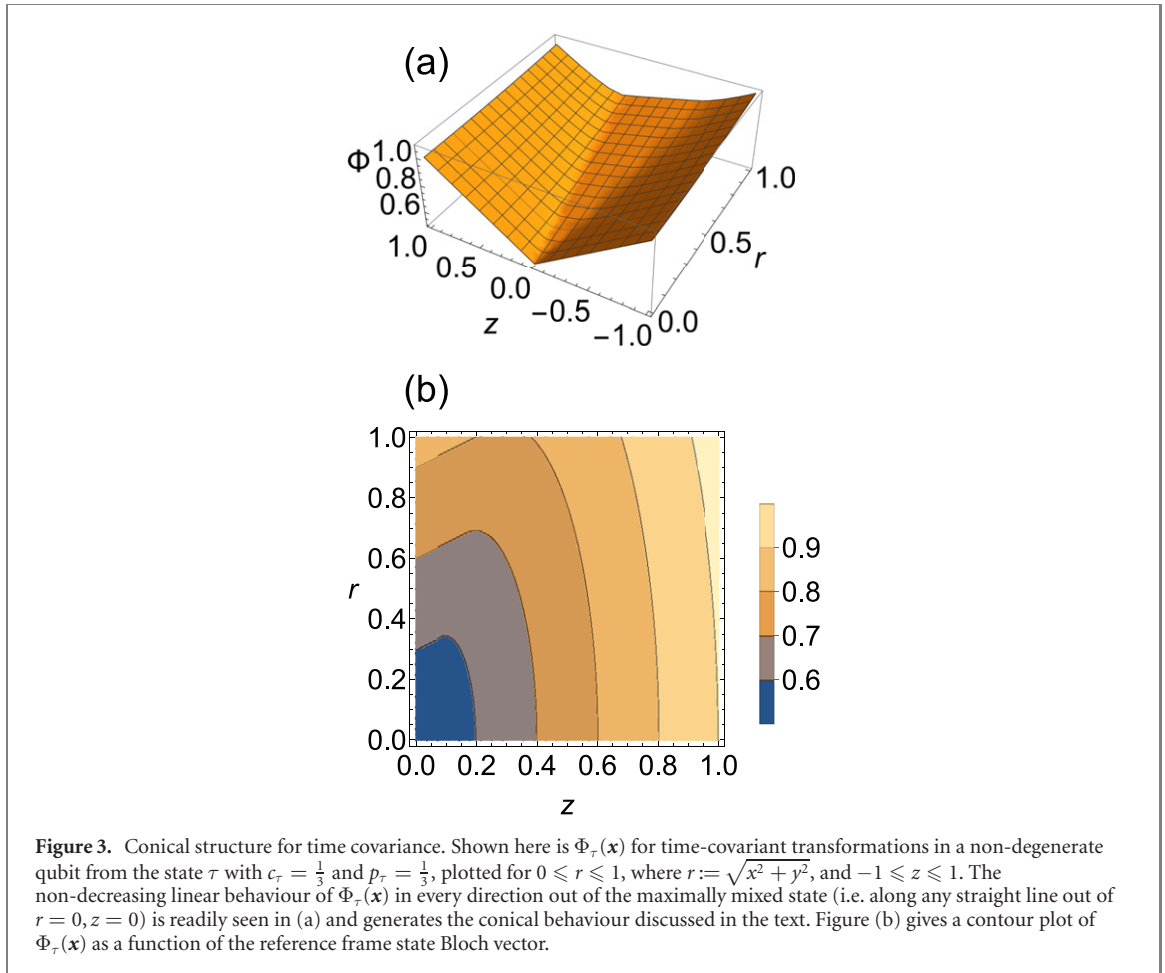 (a)
Φ
1.0
0.8
0.6
1.0
0.5
0.0
−0.5
−1.0
z
0.0
0.5
1.0
r
(b)
1.0
0.8
0.6
0.4
0.2
0.0
r
0.0 0.2 0.4 0.6 0.8 1.0
z
0.9
0.8
0.7
0.6
Figure 3. Conical structure for time covariance. Shown here is Φ_τ(𝒙) for time-covariant transformations in a non-degenerate
qubit from the state τ with c_τ = 1/3 and p_τ = 1/3, plotted for 0 ⩽ r ⩽ 1, where r := √(x² + y²), and −1 ⩽ z ⩽ 1. The
non-decreasing linear behaviour of Φ_τ(𝒙) in every direction out of the maximally mixed state (i.e. along any straight line out of
r = 0, z = 0) is readily seen in (a) and generates the conical behaviour discussed in the text. Figure (b) gives a contour plot of
Φ_τ(𝒙) as a function of the reference frame state Bloch vector.